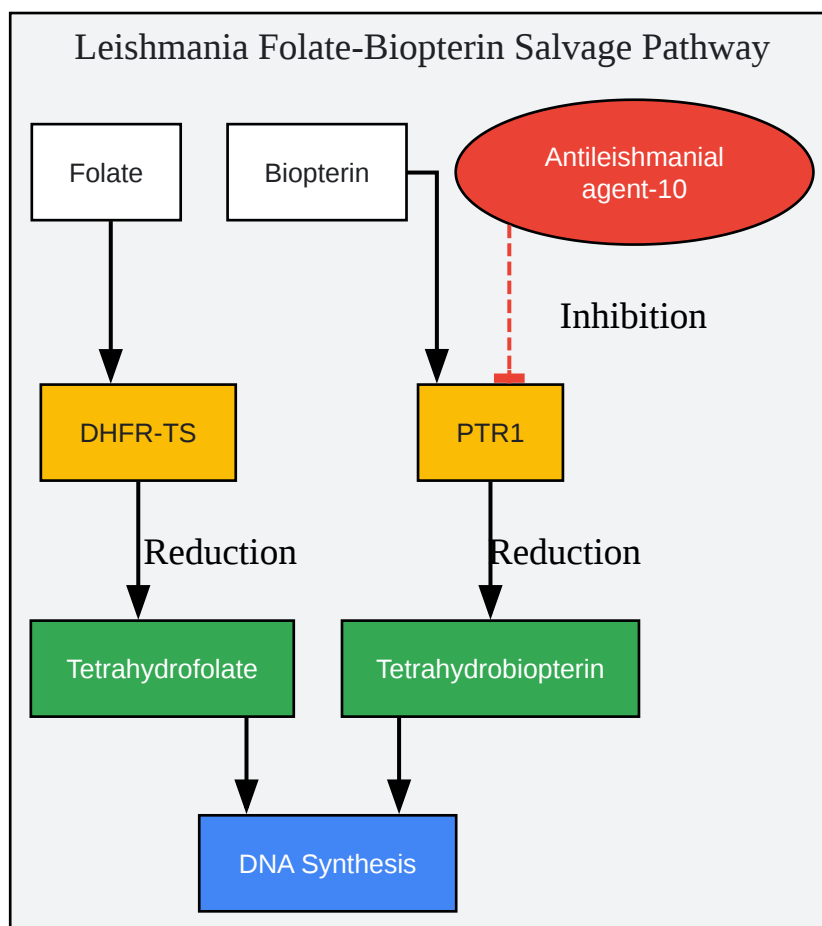 Leishmania Folate-Biopterin Salvage Pathway
Folate
Biopterin
Antileishmanial
agent-10
Inhibition
DHFR-TS
PTR1
Reduction
Reduction
Tetrahydrofolate
Tetrahydrobiopterin
DNA Synthesis